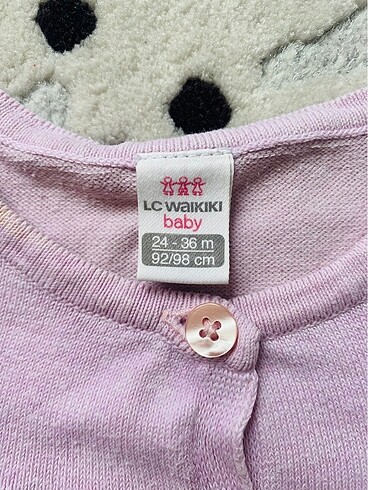 LC WAIKIKI
baby
24 - 36 m
92/98 cm